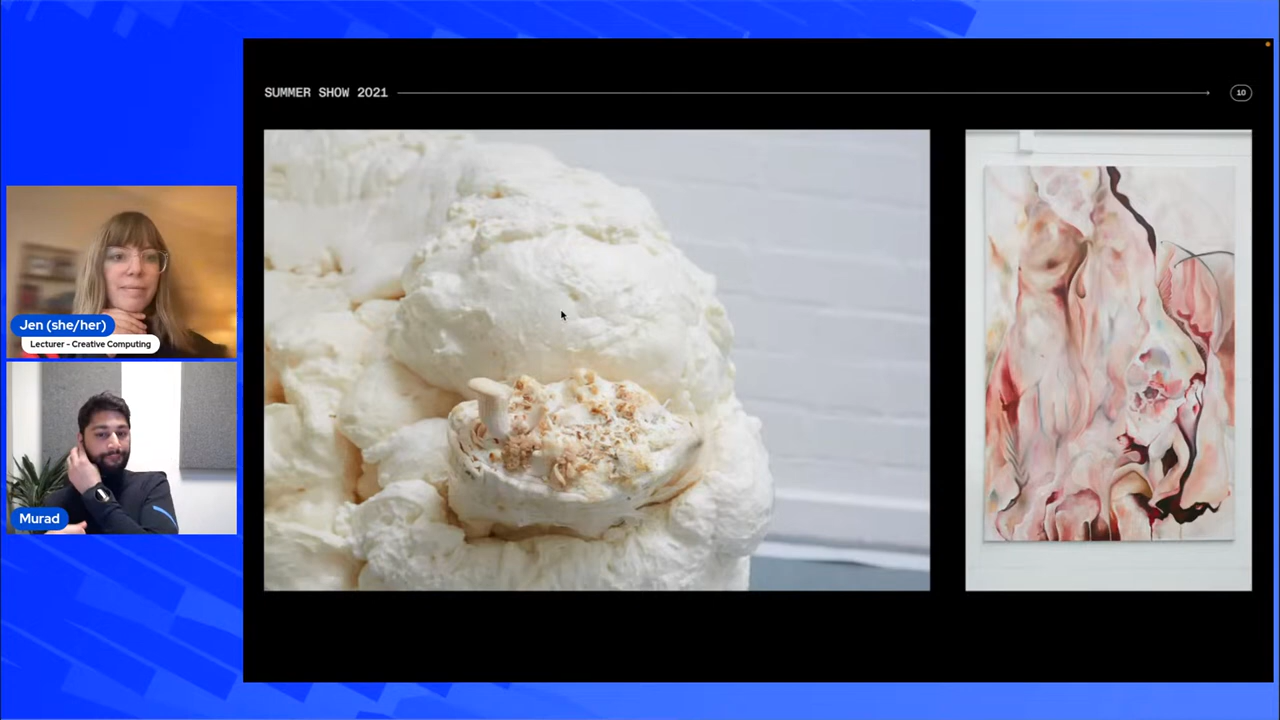 SUMMER SHOW 2021
10
Jen (she/her)
Lecturer - Creative Computing
Murad